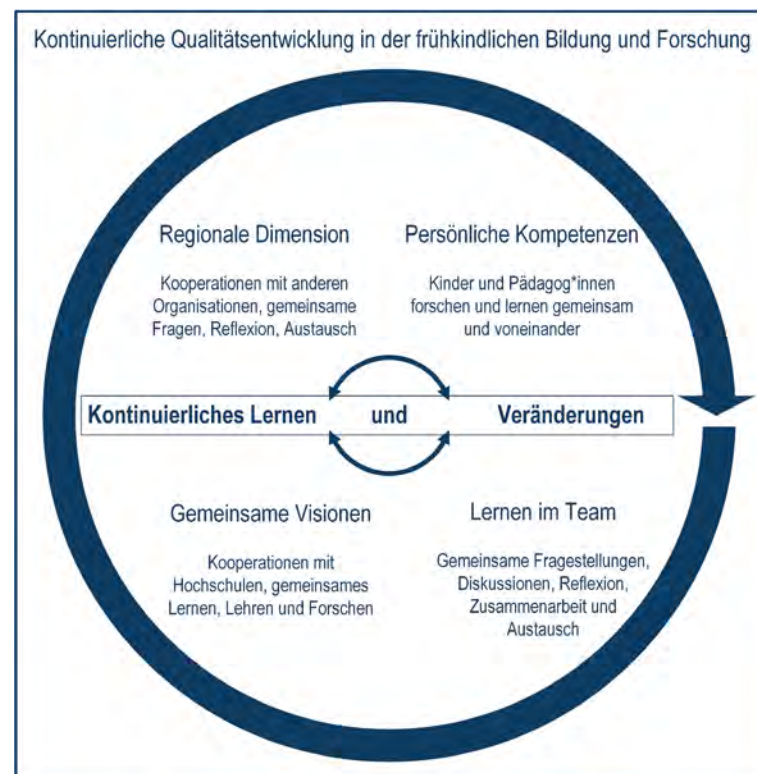 Kontinuierliche Qualitätsentwicklung in der frühkindlichen Bildung und Forschung
Regionale Dimension
Kooperationen mit anderen
Organisationen, gemeinsame
Fragen, Reflexion, Austausch
Persönliche Kompetenzen
Kinder und Pädagog*innen
forschen und lernen gemeinsam
und voneinander
Kontinuierliches Lernen und Veränderungen
Gemeinsame Visionen
Kooperationen mit
Hochschulen, gemeinsames
Lernen, Lehren und Forschen
Lernen im Team
Gemeinsame Fragestellungen,
Diskussionen, Reflexion,
Zusammenarbeit und
Austausch